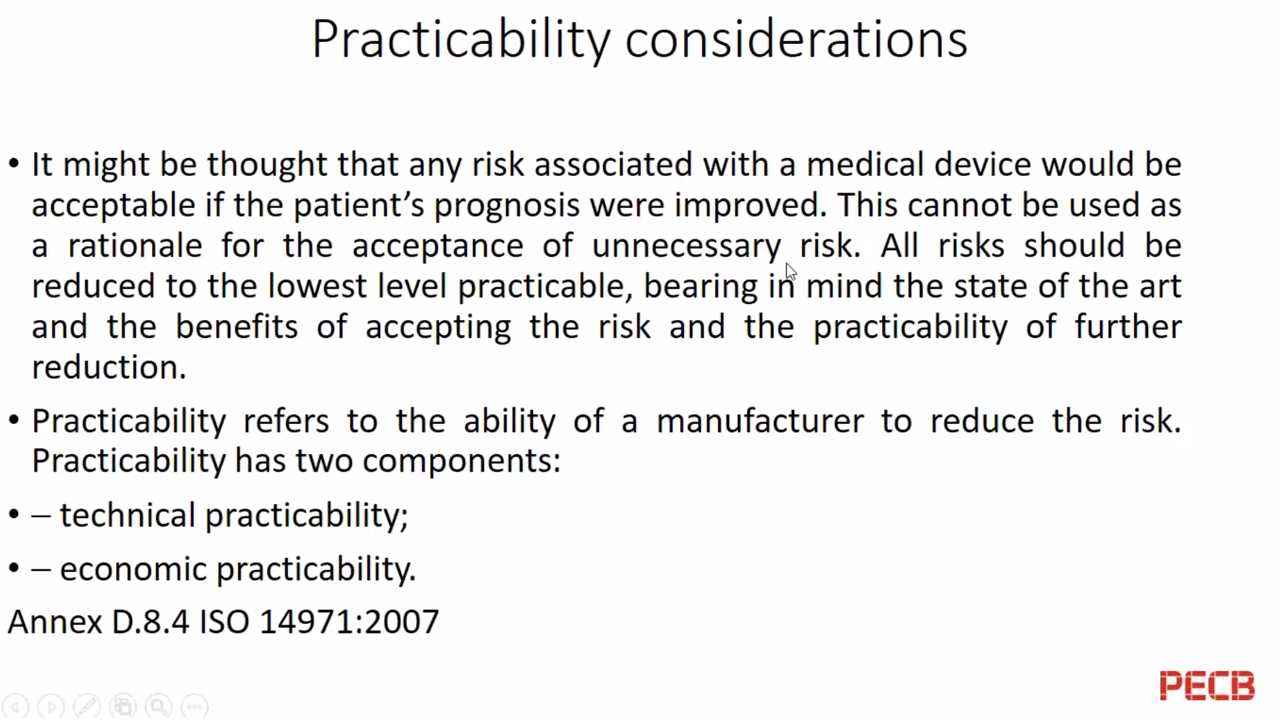 Practicability considerations
• It might be thought that any risk associated with a medical device would be
acceptable if the patient’s prognosis were improved. This cannot be used as
a rationale for the acceptance of unnecessary risk. All risks should be
reduced to the lowest level practicable, bearing in mind the state of the art
and the benefits of accepting the risk and the practicability of further
reduction.
• Practicability refers to the ability of a manufacturer to reduce the risk.
Practicability has two components:
• – technical practicability;
• – economic practicability.
Annex D.8.4 ISO 14971:2007
PECB